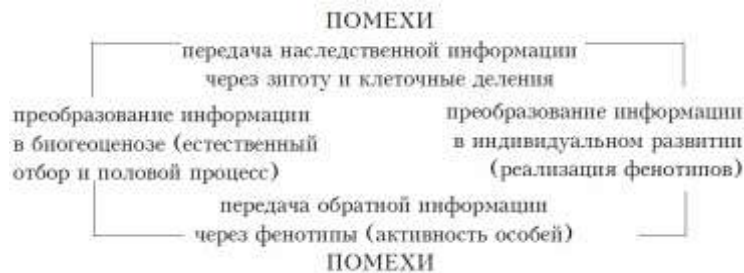 ПОМЕХИ
передача наследственной информации
через зиготу и клеточные деления
преобразование информации
в биогеоценозе (естественный
отбор и половой процесс)
преобразование информации
в индивидуальном развитии
(реализация фенотипов)
передача обратной информации
через фенотипы (активность особей)
ПОМЕХИ